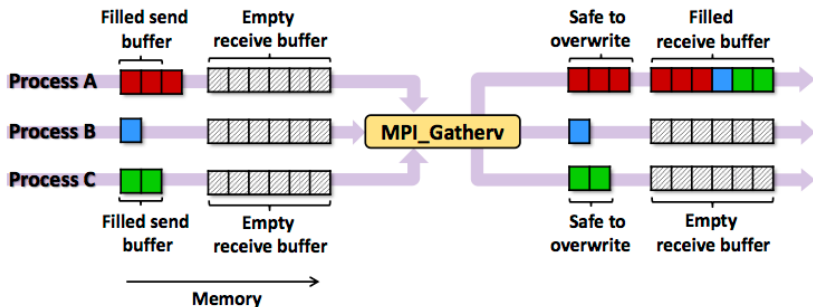 Filled send
buffer
Empty
receive buffer
Safe to
overwrite
Filled
receive buffer
Process A
Process B
MPI_Gatherv
Process C
Filled send
buffer
Empty
receive buffer
Safe to
overwrite
Empty
receive buffer
Memory